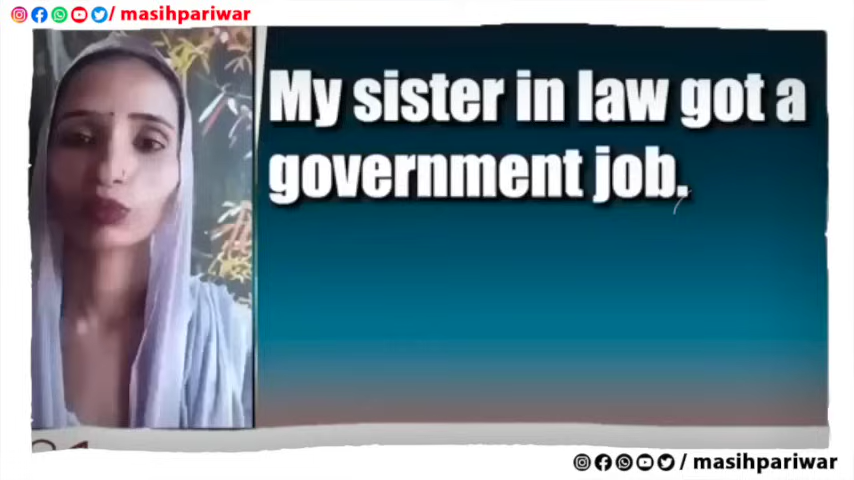 / masihpariwar
My sister in law got a
government job.
/ masihpariwar